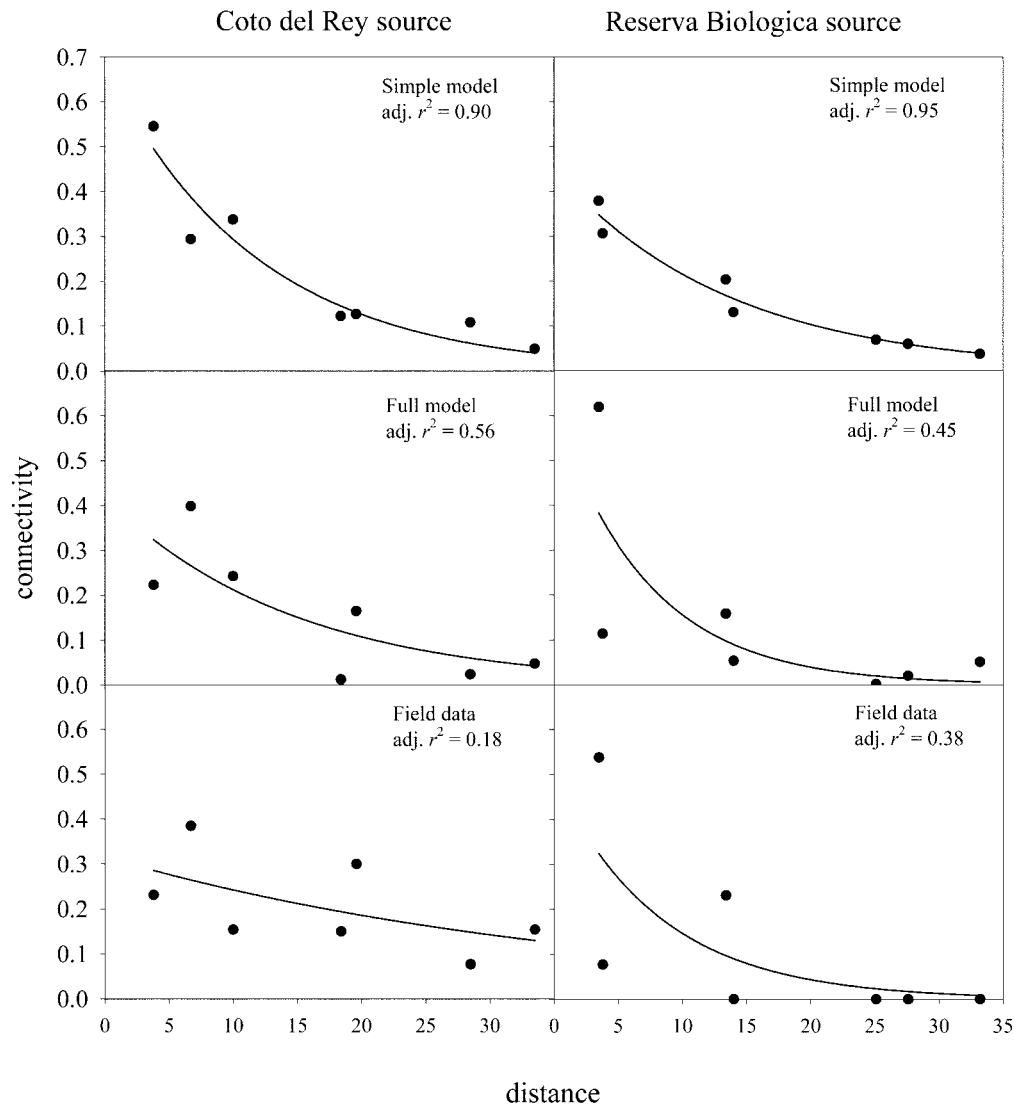 Coto del Rey source
Reserva Biologica source
0.7
0.6
0.5
0.4
0.3
0.2
0.1
0.0
Simple model
adj. r² = 0.90
Simple model
adj. r² = 0.95
0.6
0.5
0.4
0.3
0.2
0.1
0.0
Full model
adj. r² = 0.56
Full model
adj. r² = 0.45
connectivity
0.6
0.5
0.4
0.3
0.2
0.1
0.0
Field data
adj. r² = 0.18
Field data
adj. r² = 0.38
0 5 10 15 20 25 30
0 5 10 15 20 25 30 35
distance